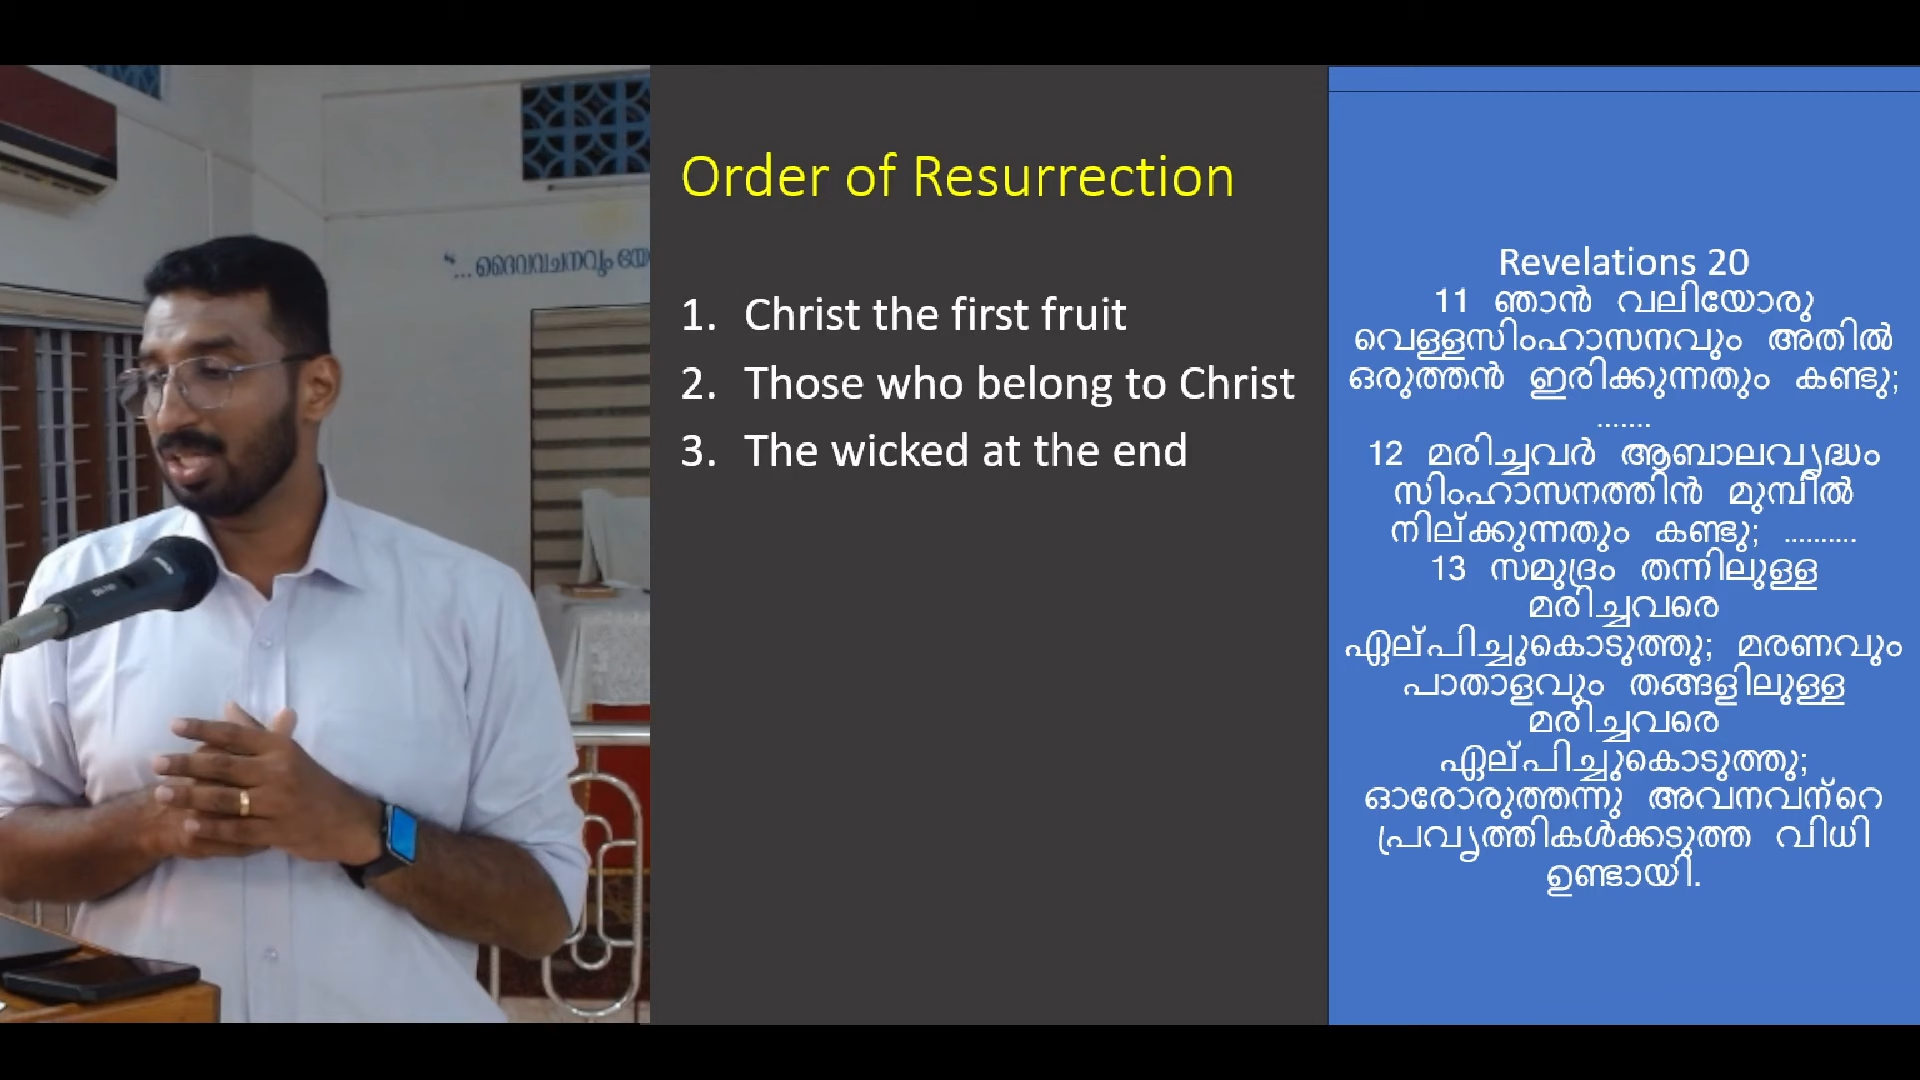 "... ദൈവവചനവും യേ
Order of Resurrection
1. Christ the first fruit
2. Those who belong to Christ
3. The wicked at the end
Revelations 20
11 ഞാൻ വലിയോരു
വെള്ളസിംഹാസനവും അതിൽ
ഒരുത്തൻ ഇരിക്കുന്നതും കണ്ടു;
.......
12 മരിച്ചവർ ആബാലവൃദ്ധം
സിംഹാസനത്തിൻ മുമ്പിൽ
നില്ക്കുന്നതും കണ്ടു; ..........
13 സമുദ്രം തന്നിലുള്ള
മരിച്ചവരെ
ഏല്പിച്ചുകൊടുത്തു; മരണവും
പാതാളവും തങ്ങളിലുള്ള
മരിച്ചവരെ
ഏല്പിച്ചുകൊടുത്തു;
ഓരോരുത്തന്നു അവനവന്റെ
പ്രവൃത്തികൾക്കടുത്ത വിധി
ഉണ്ടായി.